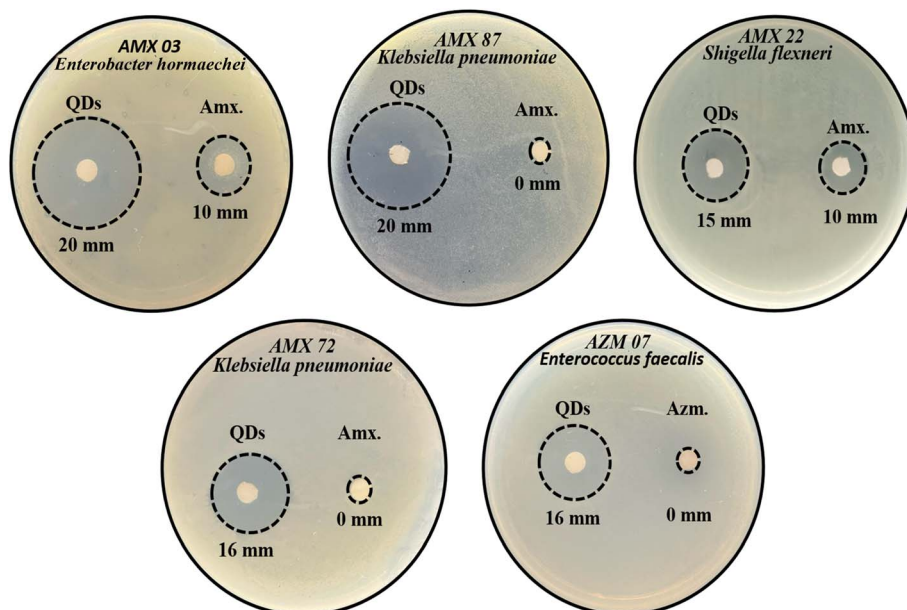 AMX 03
Enterobacter hormaechei
QDs
Amx.
10 mm
20 mm
AMX 87
Klebsiella pneumoniae
QDs
Amx.
0 mm
20 mm
AMX 22
Shigella flexneri
QDs
Amx.
15 mm
10 mm
AMX 72
Klebsiella pneumoniae
QDs
Amx.
0 mm
16 mm
AZM 07
Enterococcus faecalis
QDs
Azm.
16 mm
0 mm